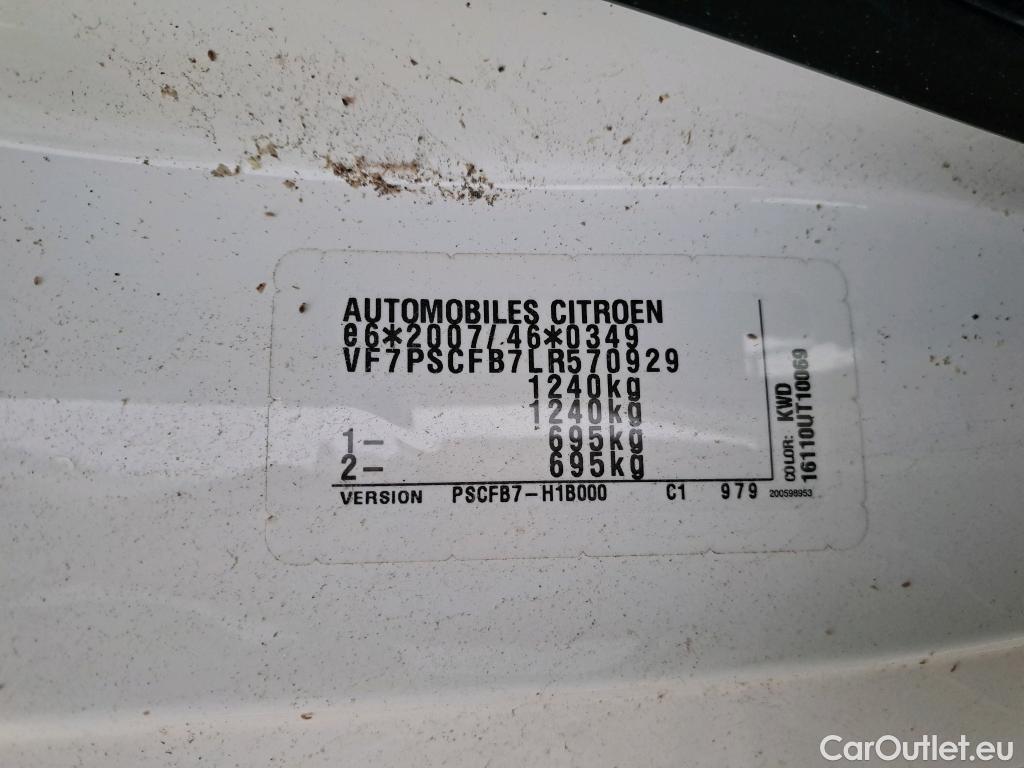 AUTOMOBILES CITROEN
e6*2007/46*0349
VF7PSCFB7LR570929
1240kg
1240kg
1- 695kg
2- 695kg
VERSION PSCFB7-H1B000 C1 979
COLOR: KWD
16110UT10069
200598953
CarOutlet.eu